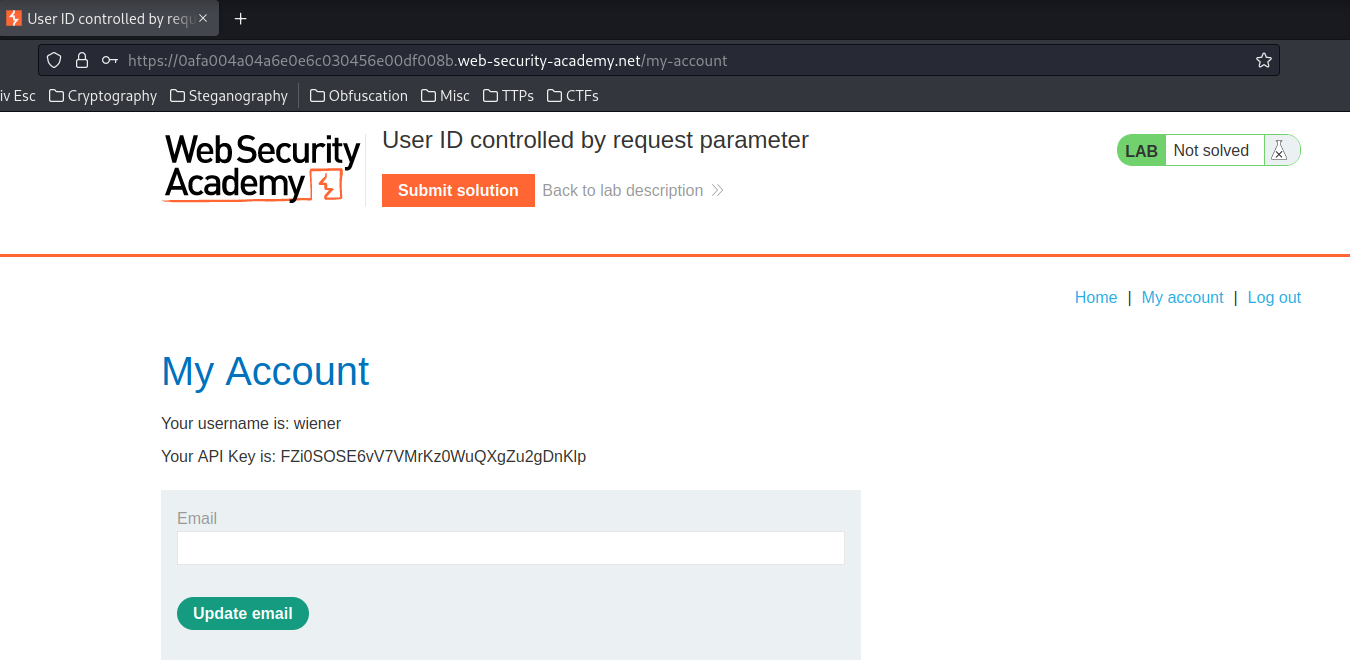 User ID controlled by requ
https://0afa004a04a6e0e6c030456e00df008b.web-security-academy.net/my-account
iv Esc Cryptography Steganography Obfuscation Misc TTPs CTFs
Web Security
Academy
User ID controlled by request parameter
LAB Not solved
Submit solution Back to lab description
Home | My account | Log out
My Account
Your username is: wiener
Your API Key is: FZi0SOSE6vV7VMrKz0WuQXgZu2gDnKlp
Email
Update email